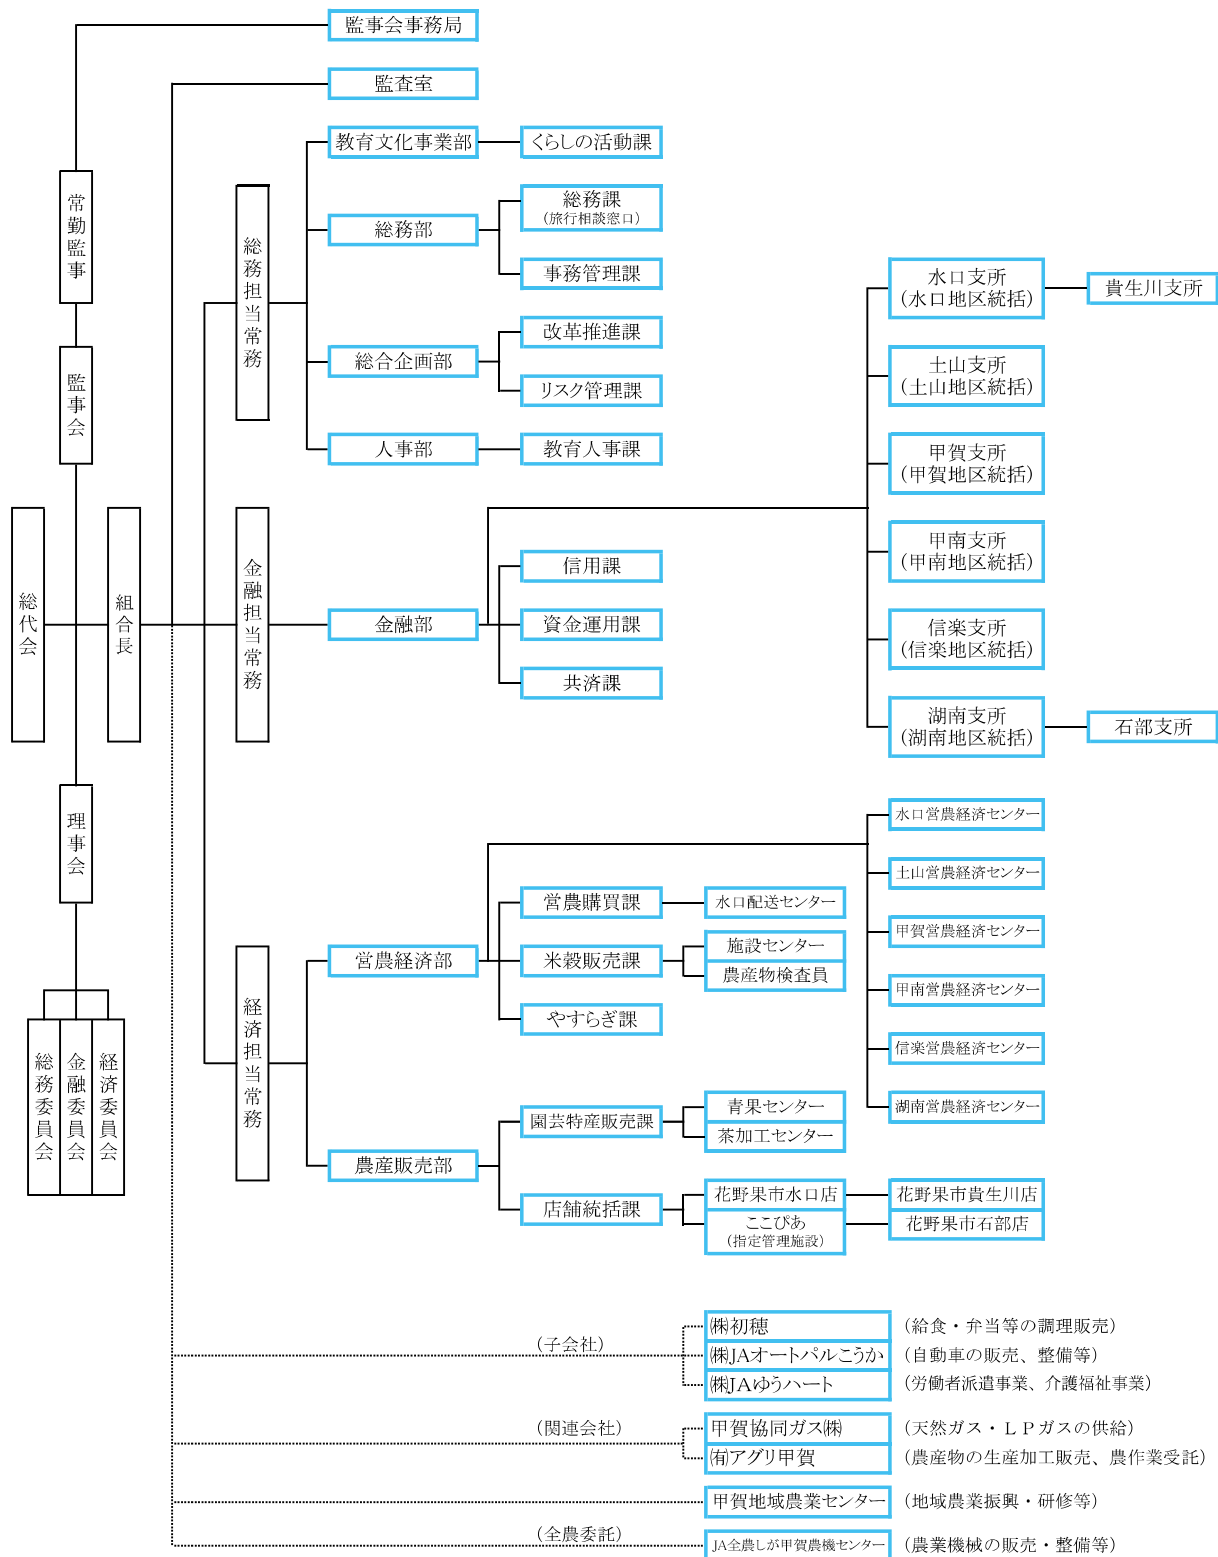 監事会事務局
監査室
教育文化事業部
くらしの活動課
総務部
総務課
（旅行相談窓口）
事務管理課
総合企画部
改革推進課
リスク管理課
人事部
教育人事課
常勤監事
監事会
総代会
組合長
理事会
総務委員会
金融委員会
経済委員会
総務担当常務
金融担当常務
経済担当常務
金融部
信用課
資金運用課
共済課
水口支所
（水口地区統括）
貴生川支所
土山支所
（土山地区統括）
甲賀支所
（甲賀地区統括）
甲南支所
（甲南地区統括）
信楽支所
（信楽地区統括）
湖南支所
（湖南地区統括）
石部支所
営農経済部
営農購買課
水口配送センター
米穀販売課
施設センター
農産物検査員
やすらぎ課
水口営農経済センター
土山営農経済センター
甲賀営農経済センター
甲南営農経済センター
信楽営農経済センター
湖南営農経済センター
農産販売部
園芸特産販売課
青果センター
茶加工センター
店舗統括課
花野果市水口店
花野果市貴生川店
ここぴあ
（指定管理施設）
花野果市石部店
（子会社）
㈱初穂
（給食・弁当等の調理販売）
㈱JAオートパルこうか
（自動車の販売、整備等）
㈱JAゆうハート
（労働者派遣事業、介護福祉事業）
（関連会社）
甲賀協同ガス㈱
（天然ガス・ＬＰガスの供給）
㈲アグリ甲賀
（農産物の生産加工販売、農作業受託）
甲賀地域農業センター
（地域農業振興・研修等）
（全農委託）
JA全農しが甲賀農機センター
（農業機械の販売・整備等）